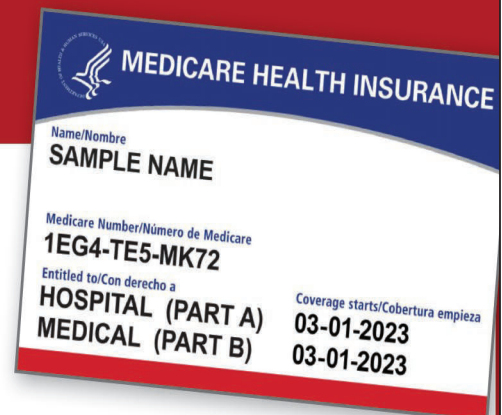 MEDICARE HEALTH INSURANCE
Name/Nombre
SAMPLE NAME
Medicare Number/Número de Medicare
1EG4-TE5-MK72
Entitled to/Con derecho a
HOSPITAL (PART A)
MEDICAL (PART B)
Coverage starts/Cobertura empieza
03-01-2023
03-01-2023